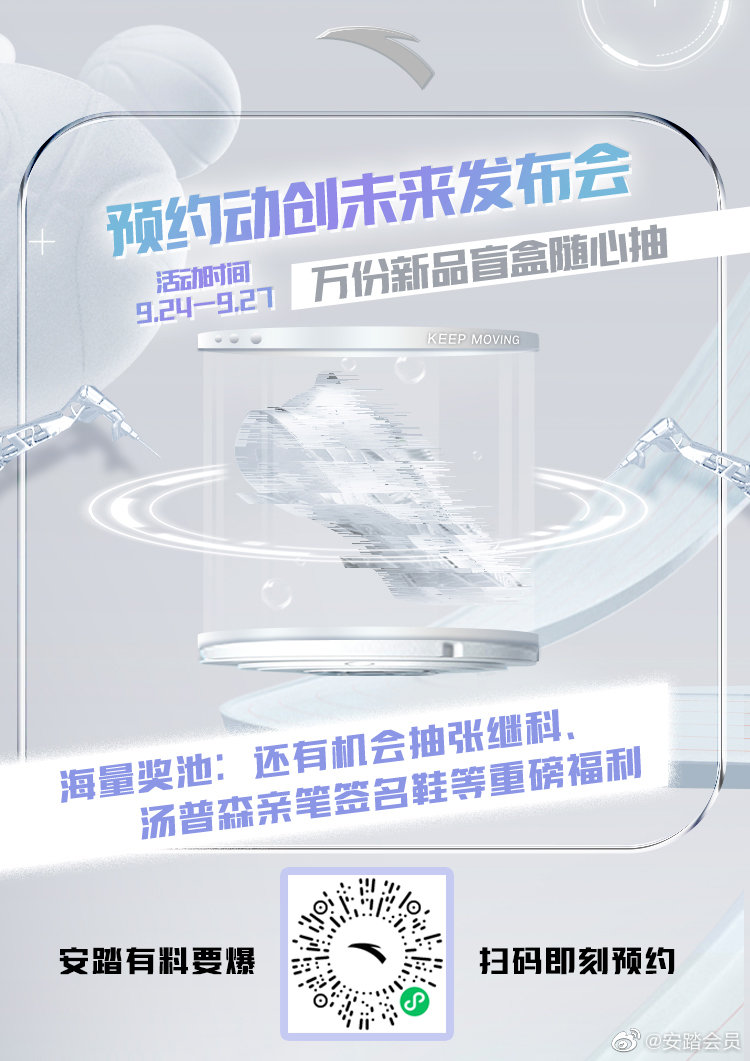 预约动创未来发布会
活动时间
9.24—9.27
万份新品盲盒随心抽
KEEP MOVING
海量奖池：还有机会抽张继科、
汤普森亲笔签名鞋等重磅福利
安踏有料要爆
扫码即刻预约
@安踏会员